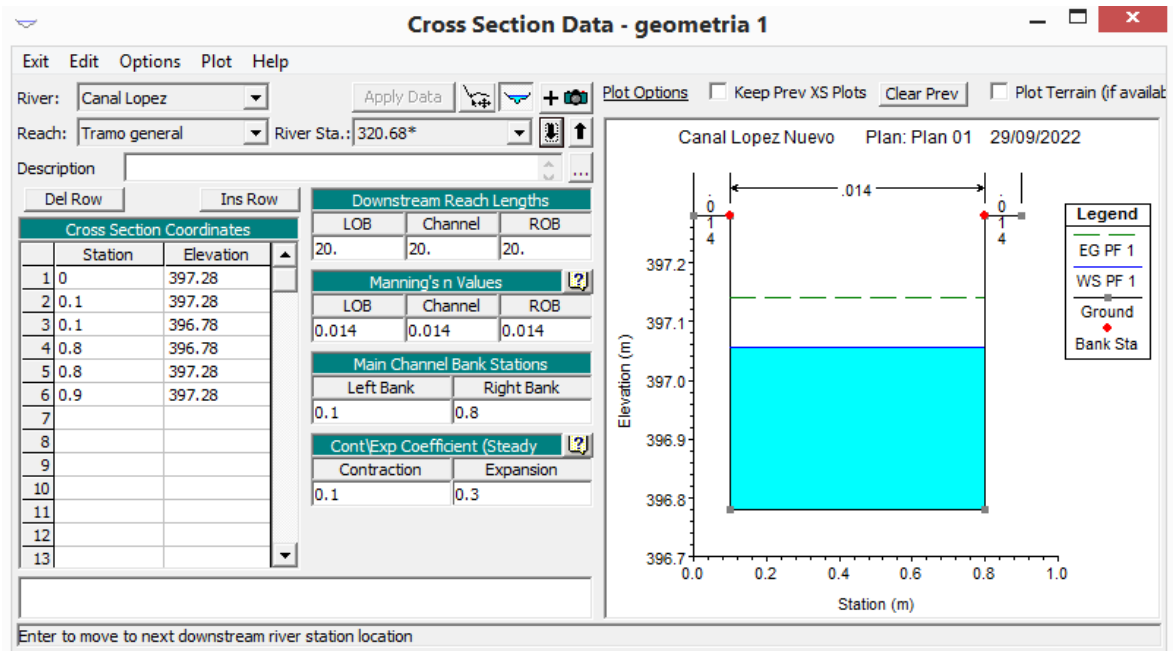 Cross Section Data - geometria 1
Exit Edit Options Plot Help
River: Canal Lopez Apply Data
Reach: Tramo general River Sta.: 320.68*
Description ...
Del Row Ins Row
Cross Section Coordinates
Station Elevation
1 0 397.28
2 0.1 397.28
3 0.1 396.78
4 0.8 396.78
5 0.8 397.28
6 0.9 397.28
7
8
9
10
11
12
13
Downstream Reach Lengths
LOB Channel ROB
20. 20. 20.
Manning's n Values
LOB Channel ROB
0.014 0.014 0.014
Main Channel Bank Stations
Left Bank Right Bank
0.1 0.8
Cont\Exp Coefficient (Steady
Contraction Expansion
0.1 0.3
Enter to move to next downstream river station location
Plot Options Keep Prev XS Plots Clear Prev Plot Terrain (if availab
Canal Lopez Nuevo Plan: Plan 01 29/09/2022
.014 .014 .014
Legend
EG PF 1
WS PF 1
Ground
Bank Sta
397.2
397.1
397.0
396.9
396.8
396.7
Elevation (m)
0.0 0.2 0.4 0.6 0.8 1.0
Station (m)